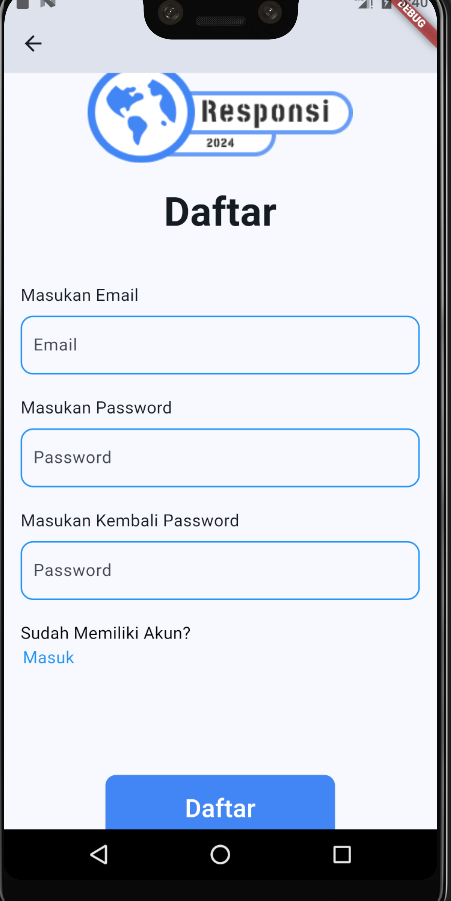 DEBUG
Responsi
2024
Daftar
Masukan Email
Email
Masukan Password
Password
Masukan Kembali Password
Password
Sudah Memiliki Akun?
Masuk
Daftar